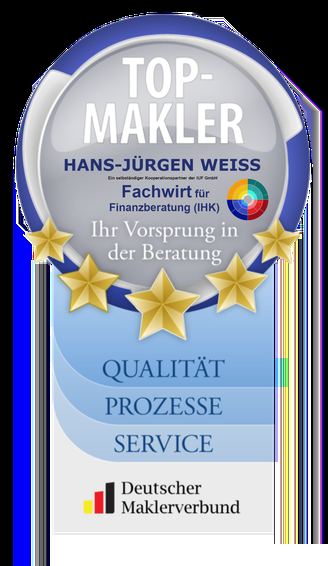 TOP-
MAKLER
HANS-JÜRGEN WEISS
Ein selbständiger Kooperationspartner der IUF GmbH
Fachwirt für
Finanzberatung (IHK)
Ihr Vorsprung in
der Beratung
QUALITÄT
PROZESSE
SERVICE
Deutscher
Maklerverbund